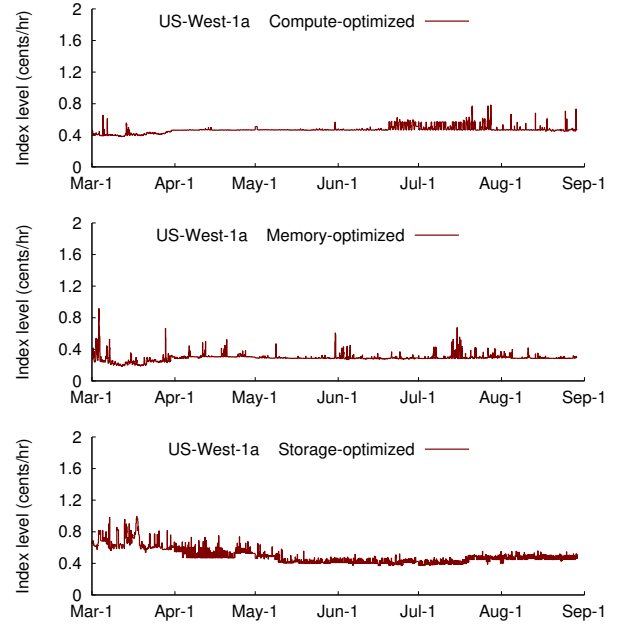 US-West-1a Compute-optimized
Index level (cents/hr)
2
1.6
1.2
0.8
0.4
0
Mar-1 Apr-1 May-1 Jun-1 Jul-1 Aug-1 Sep-1
US-West-1a Memory-optimized
Index level (cents/hr)
2
1.6
1.2
0.8
0.4
0
Mar-1 Apr-1 May-1 Jun-1 Jul-1 Aug-1 Sep-1
US-West-1a Storage-optimized
Index level (cents/hr)
2
1.6
1.2
0.8
0.4
0
Mar-1 Apr-1 May-1 Jun-1 Jul-1 Aug-1 Sep-1